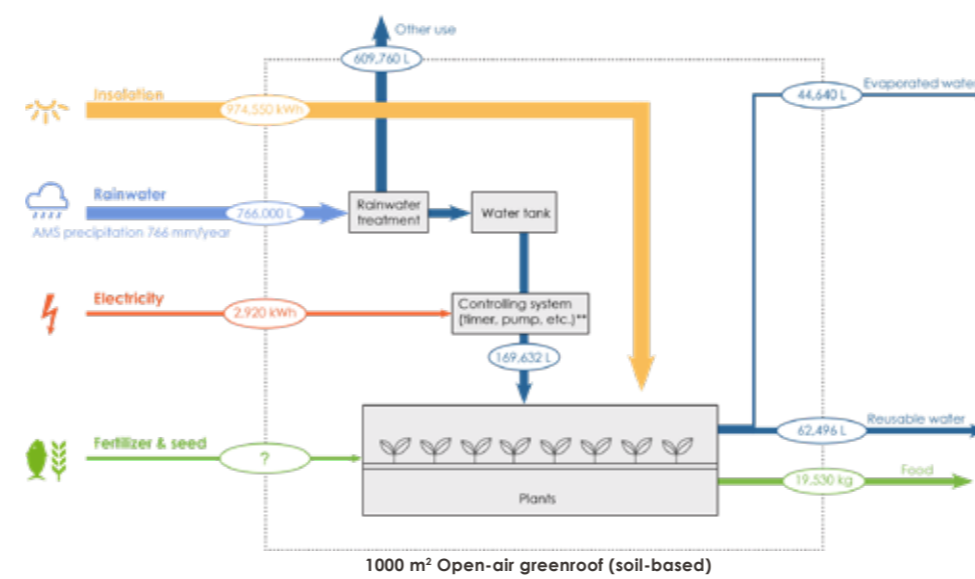 Other use
609,760 L
Insolation
974,550 kWh
44,640 L
Evaporated water
Rainwater
766,000 L
AMS precipitation 766 mm/year
Rainwater
treatment
Water tank
Electricity
2,920 kWh
Controlling system
(timer, pump, etc.)**
169,632 L
Fertilizer & seed
?
Plants
62,496 L
Reusable water
19,530 kg
Food
1000 m² Open-air greenroof (soil-based)